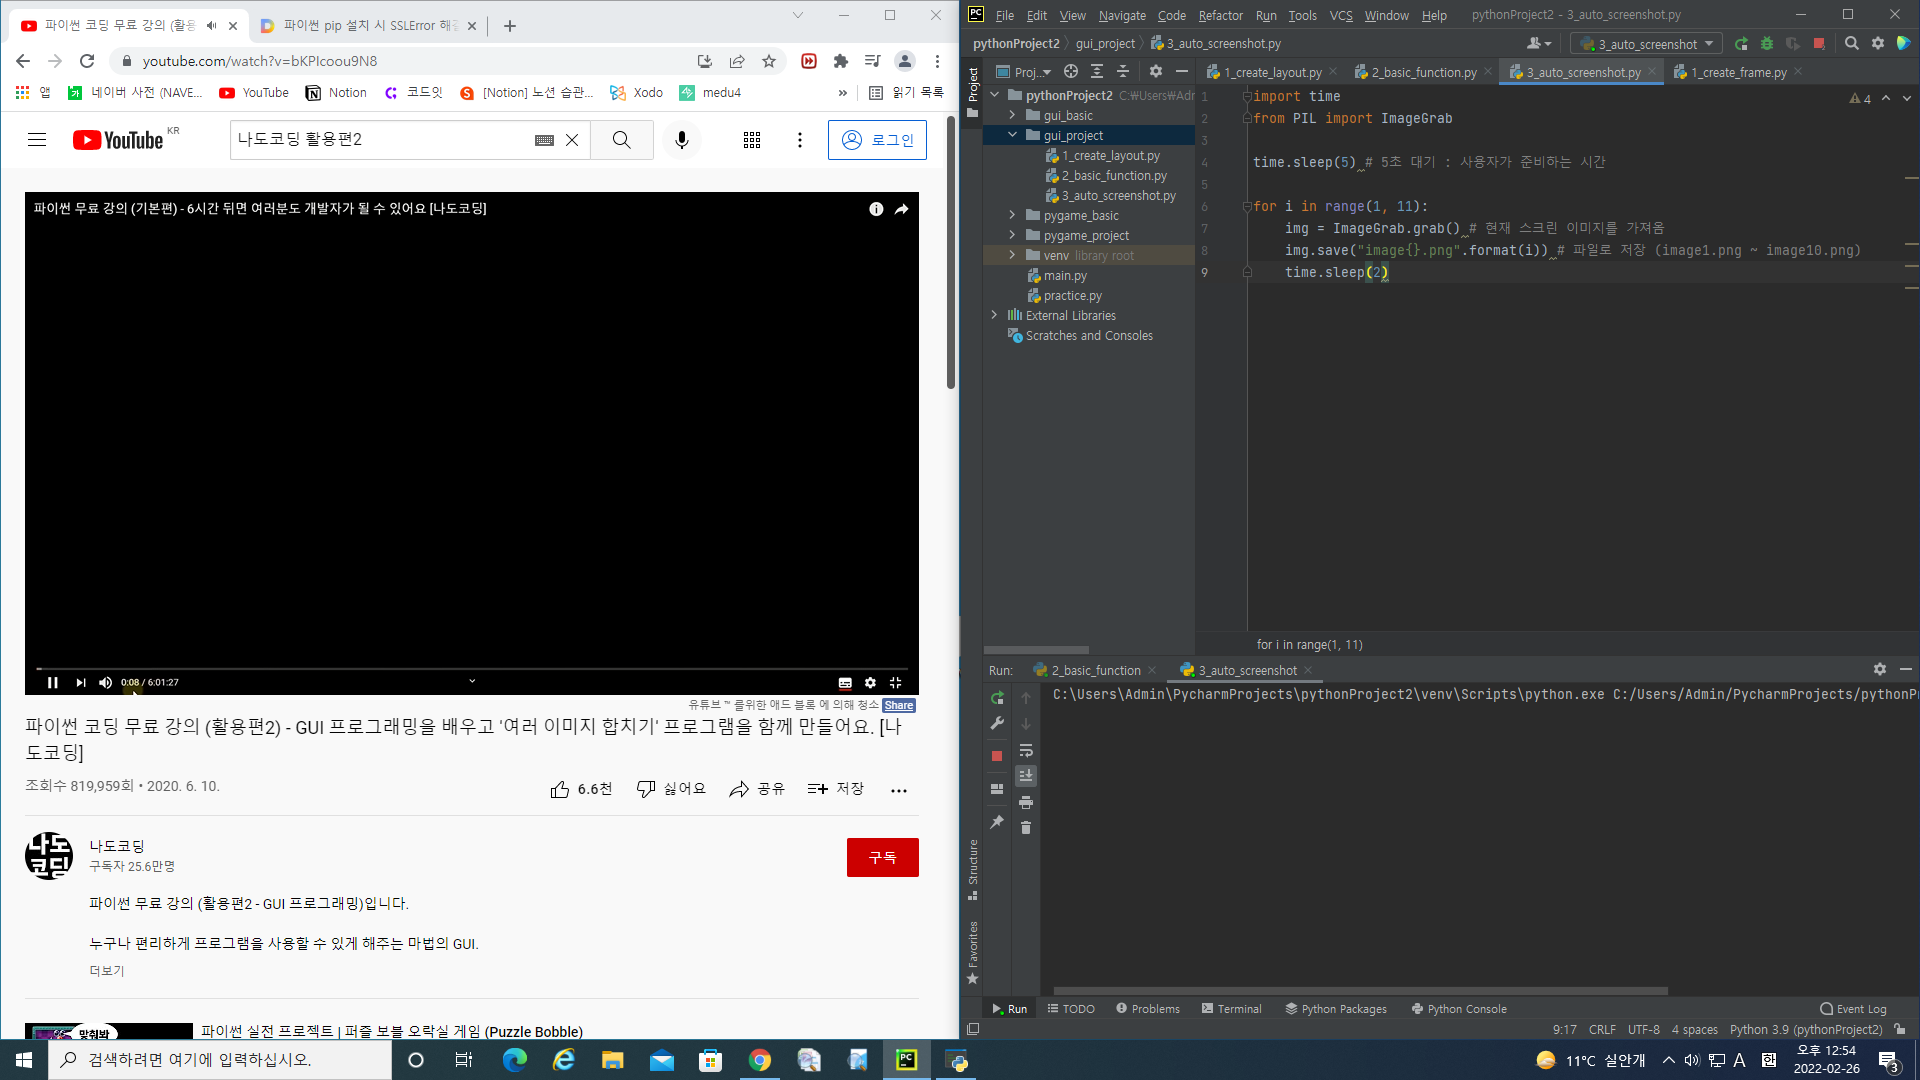 파이썬 코딩 무료 강의 (활용
파이썬 pip 설치 시 SSLError 해결
youtube.com/watch?v=bKPIcoou9N8
앱
네이버 사전 (NAVE...
YouTube
Notion
코드잇
[Notion] 노션 습관...
Xodo
medu4
»
읽기 목록
YouTube KR
나도코딩 활용편2
로그인
파이썬 무료 강의 (기본편) - 6시간 뒤면 여러분도 개발자가 될 수 있어요 [나도코딩]
0:08 / 6:01:27
유튜브™ 를위한 애드 블록 에 의해 청소 Share
파이썬 코딩 무료 강의 (활용편2) - GUI 프로그래밍을 배우고 '여러 이미지 합치기' 프로그램을 함께 만들어요. [나
도코딩]
조회수 819,959회 • 2020. 6. 10.
6.6천
싫어요
공유
저장
나도코딩
나도코딩
구독자 25.6만명
구독
파이썬 무료 강의 (활용편2 - GUI 프로그래밍)입니다.
누구나 편리하게 프로그램을 사용할 수 있게 해주는 마법의 GUI.
더보기
맞춰봐
파이썬 실전 프로젝트 | 퍼즐 보블 오락실 게임 (Puzzle Bobble)
PC File Edit View Navigate Code Refactor Run Tools VCS Window Help pythonProject2 - 3_auto_screenshot.py
pythonProject2 gui_project 3_auto_screenshot.py
3_auto_screenshot
Project
Proj...
1_create_layout.py
2_basic_function.py
3_auto_screenshot.py
1_create_frame.py
pythonProject2 C:₩Users₩Adr
gui_basic
gui_project
1_create_layout.py
2_basic_function.py
3_auto_screenshot.py
pygame_basic
pygame_project
venv library root
main.py
practice.py
External Libraries
Scratches and Consoles
4
1 import time
2 from PIL import ImageGrab
3
4 time.sleep(5) # 5초 대기 : 사용자가 준비하는 시간
5
6 for i in range(1, 11):
7 img = ImageGrab.grab() # 현재 스크린 이미지를 가져옴
8 img.save("image{}.png".format(i)) # 파일로 저장 (image1.png ~ image10.png)
9 time.sleep(2)
for i in range(1, 11)
Run: 2_basic_function 3_auto_screenshot
C:\Users\Admin\PycharmProjects\pythonProject2\venv\Scripts\python.exe C:/Users/Admin/PycharmProjects/pythonP
Structure
Favorites
Run TODO Problems Terminal Python Packages Python Console Event Log
9:17 CRLF UTF-8 4 spaces Python 3.9 (pythonProject2)
검색하려면 여기에 입력하십시오.
PC
11°C 실안개
A
한
오후 12:54
2022-02-26
3